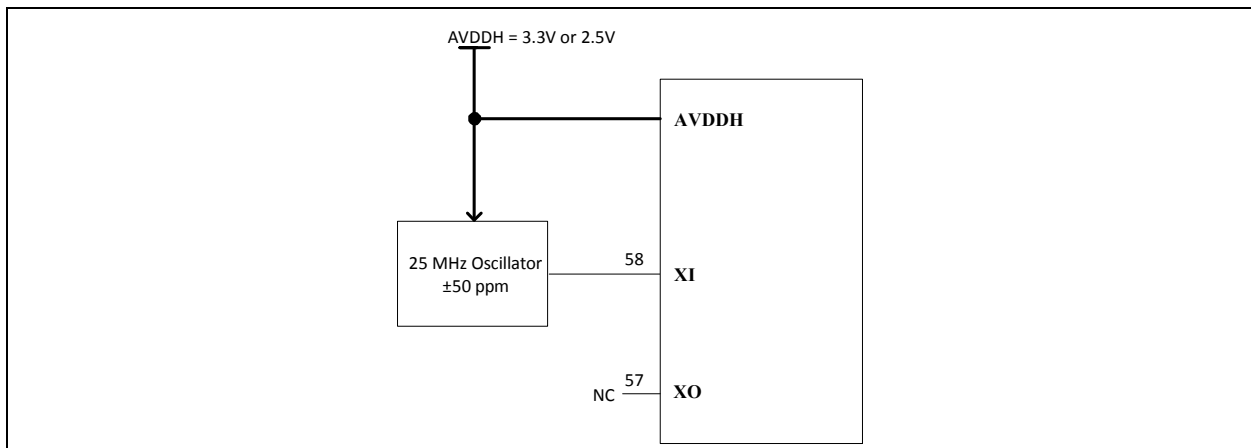 AVDDH = 3.3V or 2.5V
AVDDH
25 MHz Oscillator
±50 ppm
58
XI
NC
57
XO